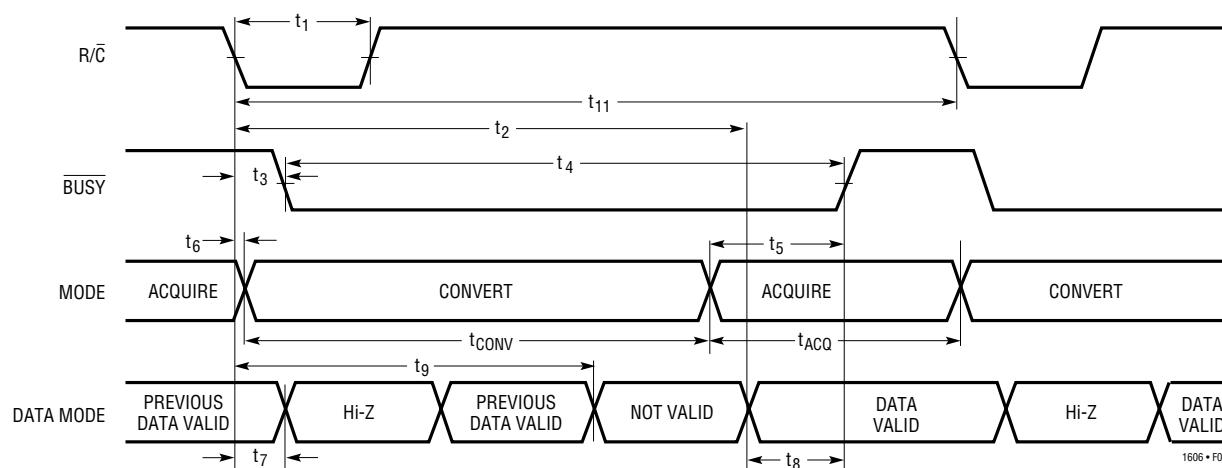 t1
R/C̅
t11
t2
t4
B̅U̅S̅Y̅
t3
t6
t5
MODE
ACQUIRE
CONVERT
ACQUIRE
CONVERT
tCONV
tACQ
t9
DATA MODE
PREVIOUS
DATA VALID
Hi-Z
PREVIOUS
DATA VALID
NOT VALID
DATA
VALID
Hi-Z
DATA
VALID
t7
t8
1606 • F0